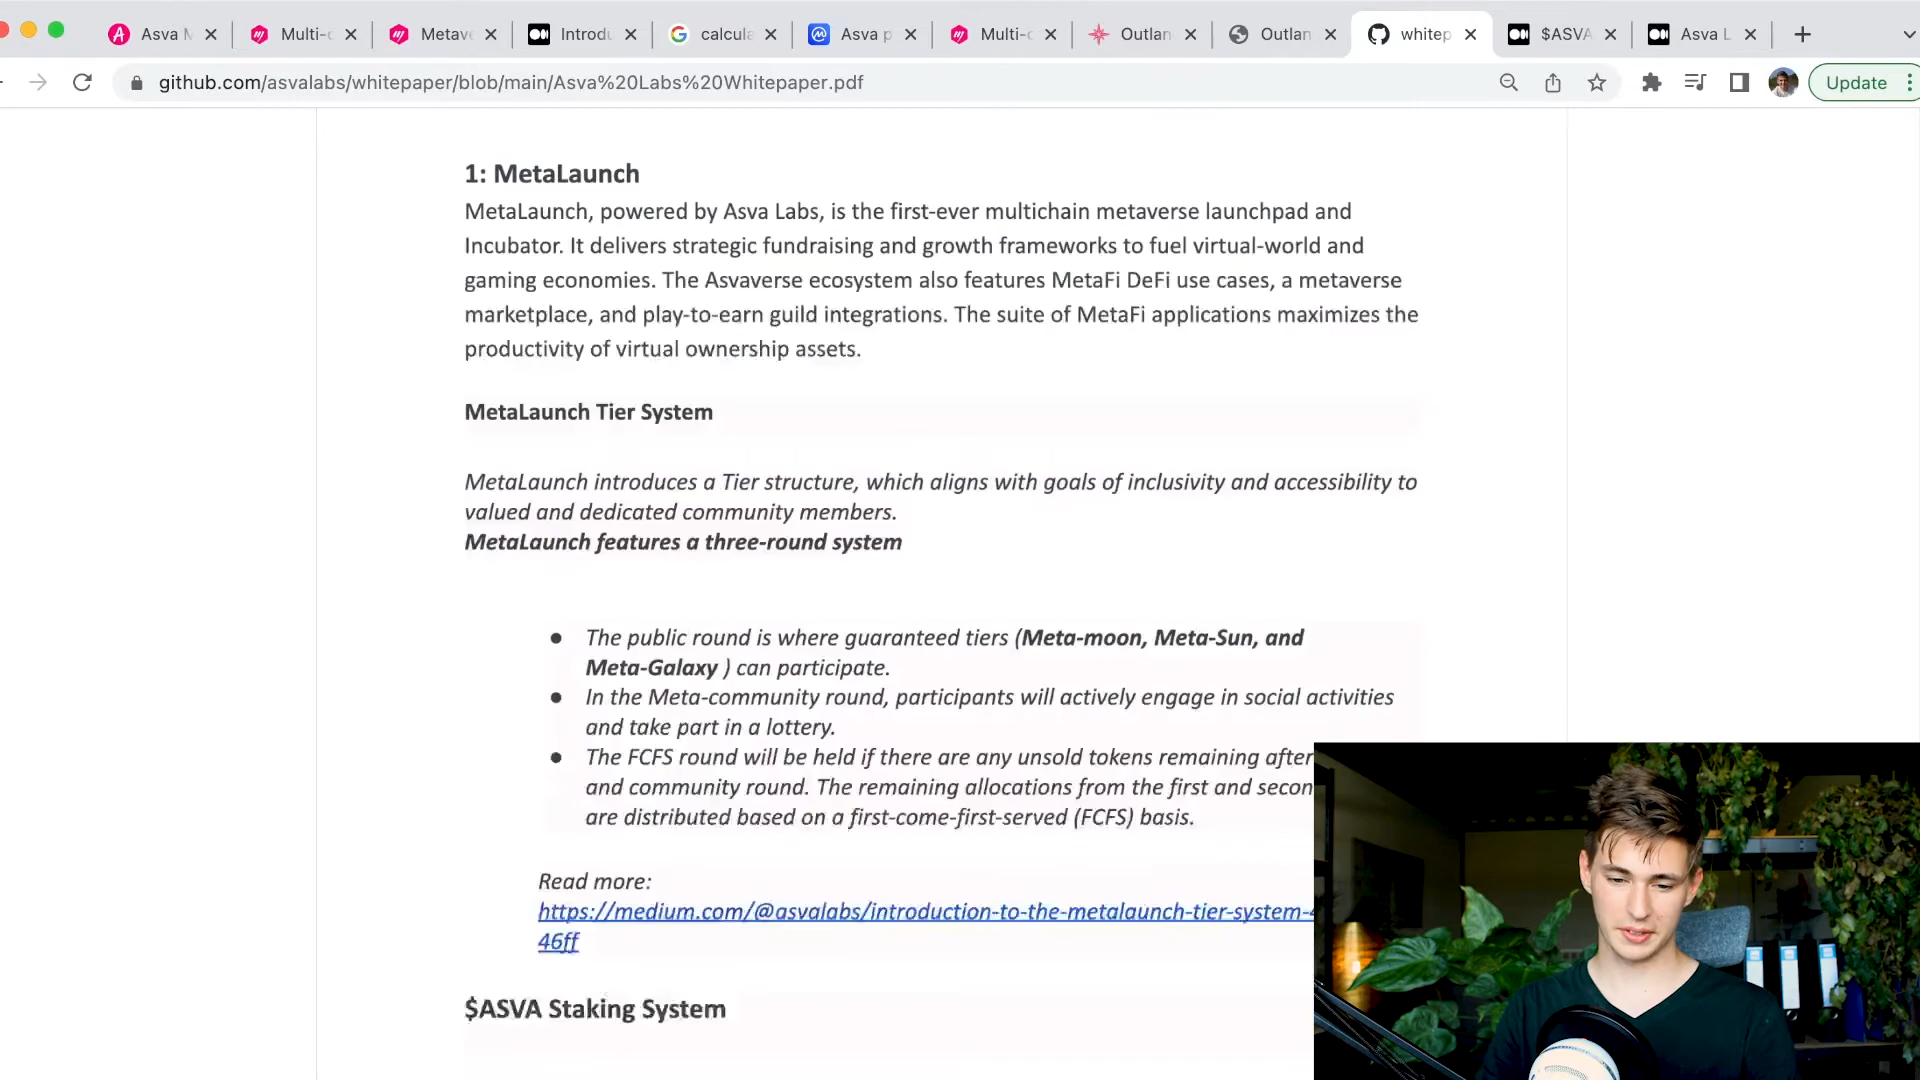 Asva M
Multi-c
Metav
Introdu
calcula
Asva p
Multi-c
Outlan
Outlan
whitep
$ASVA
Asva L
github.com/asvalabs/whitepaper/blob/main/Asva%20Labs%20Whitepaper.pdf
Update
1: MetaLaunch
MetaLaunch, powered by Asva Labs, is the first-ever multichain metaverse launchpad and
Incubator. It delivers strategic fundraising and growth frameworks to fuel virtual-world and
gaming economies. The Asvaverse ecosystem also features MetaFi DeFi use cases, a metaverse
marketplace, and play-to-earn guild integrations. The suite of MetaFi applications maximizes the
productivity of virtual ownership assets.
MetaLaunch Tier System
MetaLaunch introduces a Tier structure, which aligns with goals of inclusivity and accessibility to
valued and dedicated community members.
MetaLaunch features a three-round system
● The public round is where guaranteed tiers (Meta-moon, Meta-Sun, and
Meta-Galaxy ) can participate.
● In the Meta-community round, participants will actively engage in social activities
and take part in a lottery.
● The FCFS round will be held if there are any unsold tokens remaining after
and community round. The remaining allocations from the first and secon
are distributed based on a first-come-first-served (FCFS) basis.
Read more:
https://medium.com/@asvalabs/introduction-to-the-metalaunch-tier-system-
46ff
$ASVA Staking System